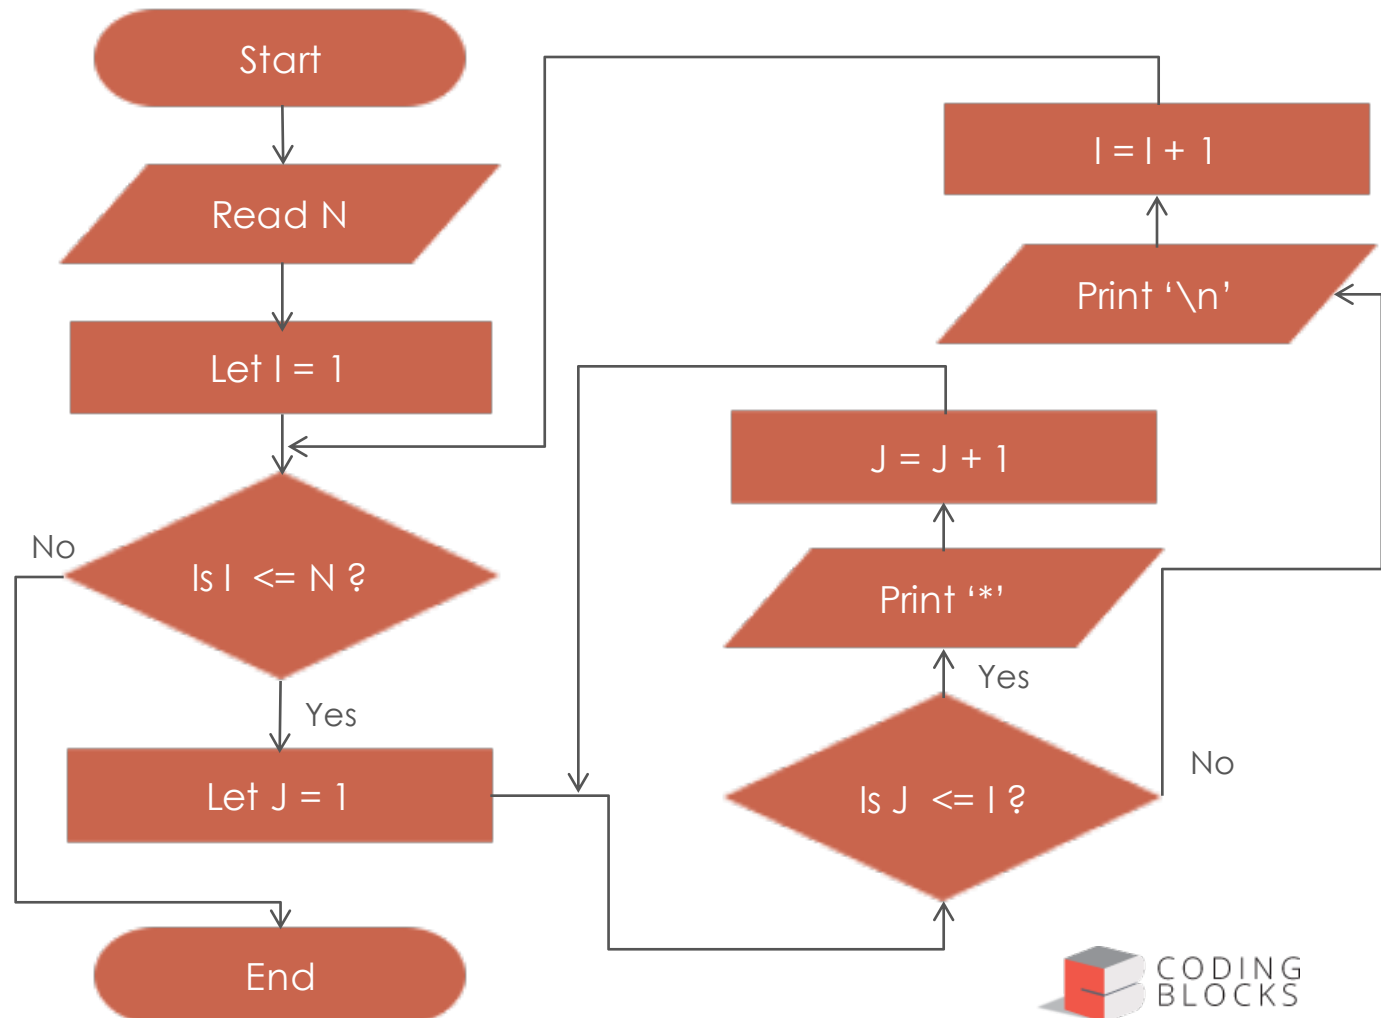 Start
Read N
Let I = 1
Is I <= N ?
No
Yes
Let J = 1
End
Is J <= I ?
Yes
No
Print ‘*’
J = J + 1
Print ‘\n’
I = I + 1
CODING
BLOCKS